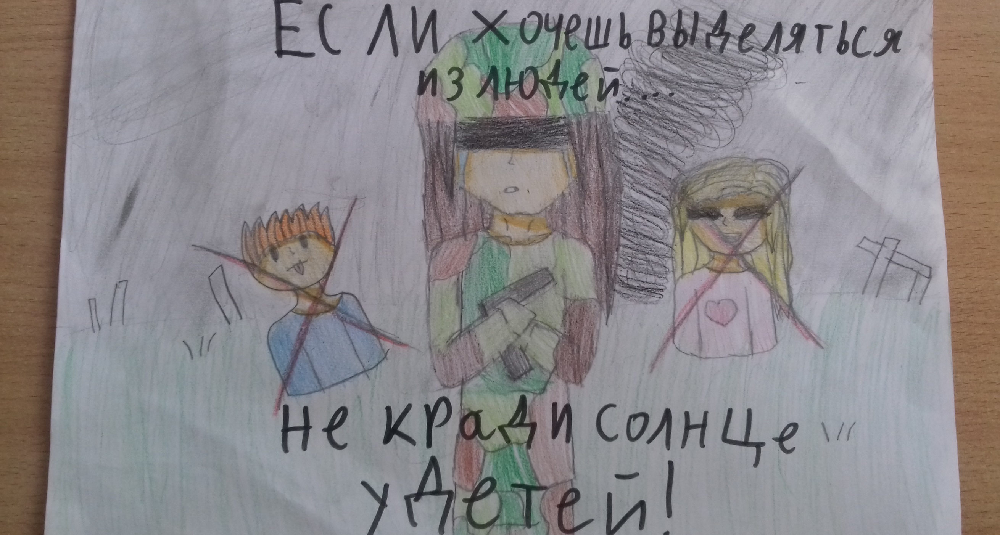 ЕСЛИ хочешь выделяться
из людей....
не кради солнце
у детей!